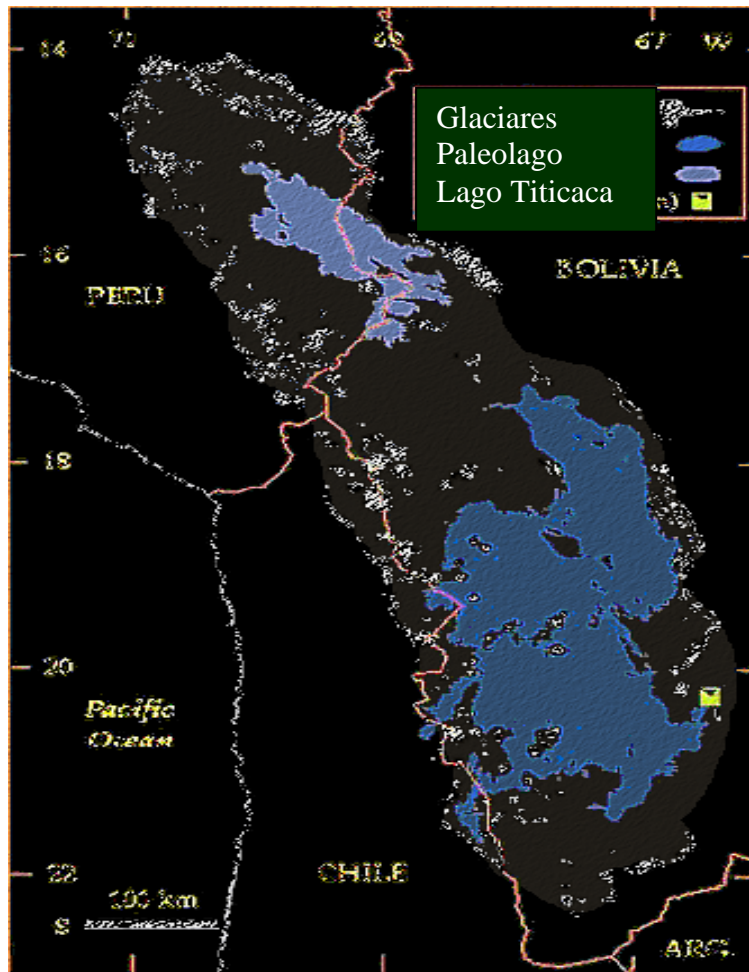 14
69
67
Glaciares
Paleolago
Lago Titicaca
16
BOLIVIA
PERU
18
20
Pacific
Ocean
22
CHILE
100 km
S
ARG.